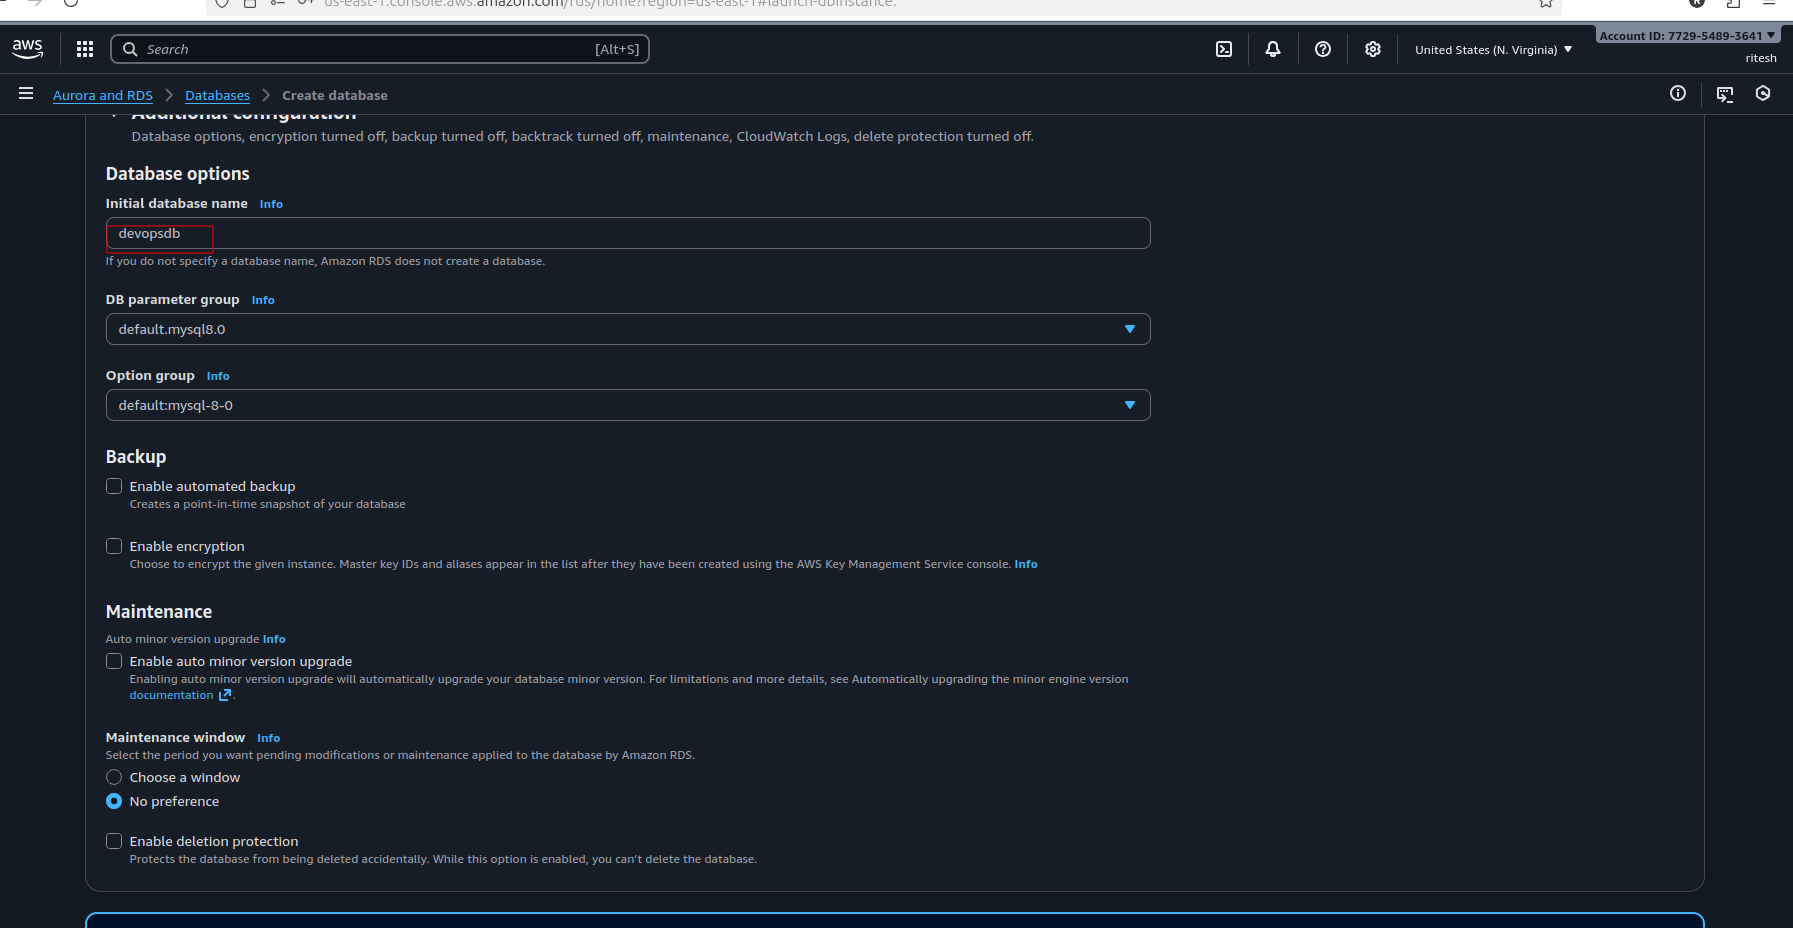 us-east-1.console.aws.amazon.com/rds/home?region=us-east-1#launch-dbinstance:
aws
Search [Alt+S]
United States (N. Virginia)
Account ID: 7729-5489-3641
ritesh
Aurora and RDS > Databases > Create database
Additional configuration
Database options, encryption turned off, backup turned off, backtrack turned off, maintenance, CloudWatch Logs, delete protection turned off.
Database options
Initial database name Info
devopsdb
If you do not specify a database name, Amazon RDS does not create a database.
DB parameter group Info
default.mysql8.0
Option group Info
default:mysql-8-0
Backup
Enable automated backup
Creates a point-in-time snapshot of your database
Enable encryption
Choose to encrypt the given instance. Master key IDs and aliases appear in the list after they have been created using the AWS Key Management Service console. Info
Maintenance
Auto minor version upgrade Info
Enable auto minor version upgrade
Enabling auto minor version upgrade will automatically upgrade your database minor version. For limitations and more details, see Automatically upgrading the minor engine version
documentation .
Maintenance window Info
Select the period you want pending modifications or maintenance applied to the database by Amazon RDS.
Choose a window
No preference
Enable deletion protection
Protects the database from being deleted accidentally. While this option is enabled, you can't delete the database.